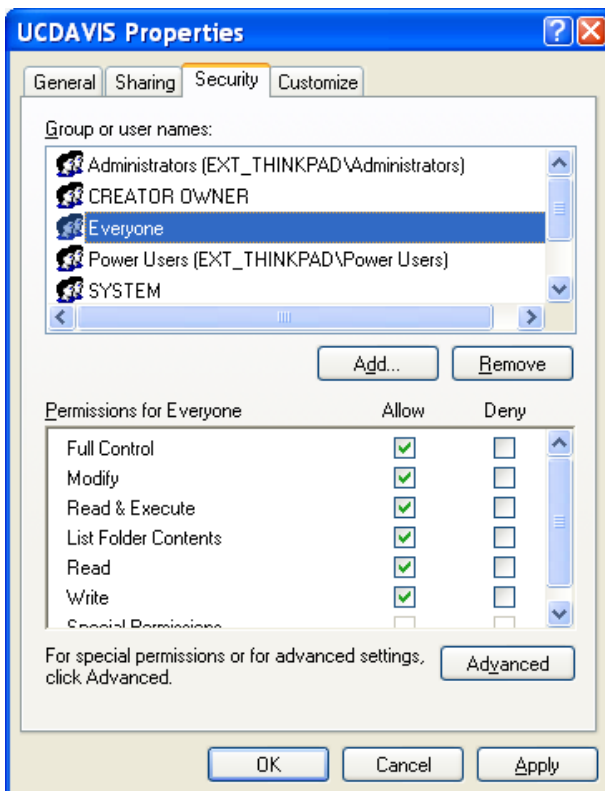 UCDAVIS Properties
General Sharing Security Customize
Group or user names:
Administrators (EXT_THINKPAD\Administrators)
CREATOR OWNER
Everyone
Power Users (EXT_THINKPAD\Power Users)
SYSTEM
Add... Remove
Permissions for Everyone Allow Deny
Full Control
Modify
Read & Execute
List Folder Contents
Read
Write
Special Permissions
For special permissions or for advanced settings, Advanced
click Advanced.
OK Cancel Apply